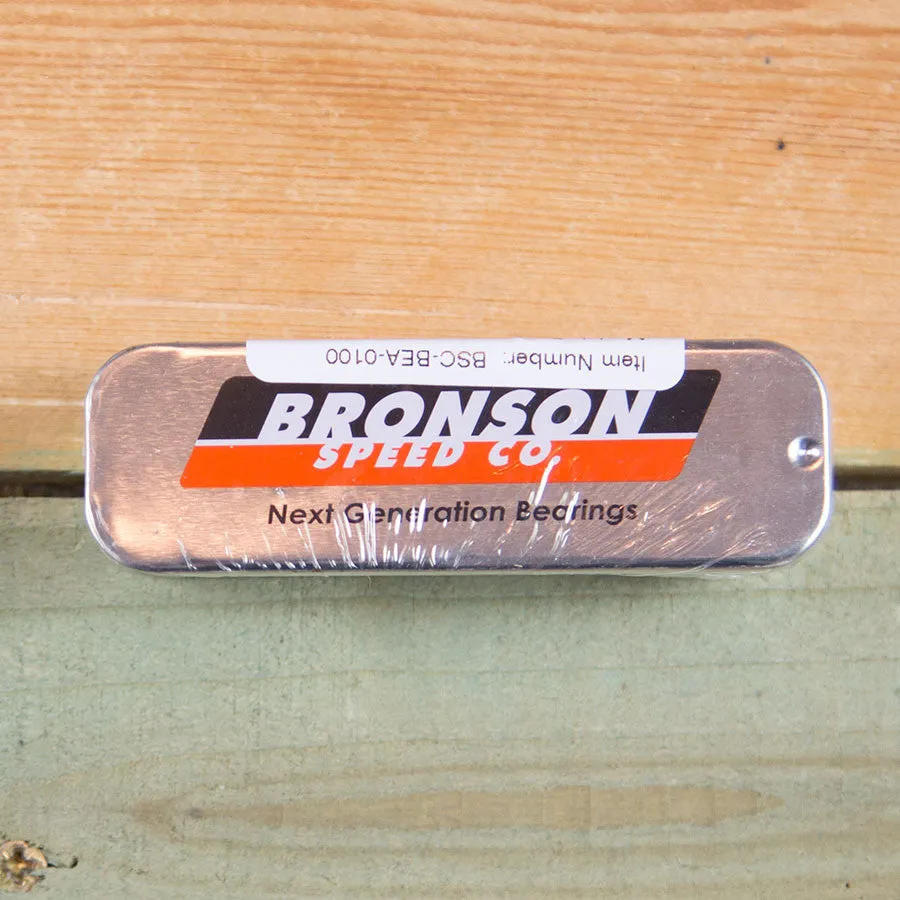 Item Number: BSC-BEA-0100
BRONSON
SPEED CO.
Next Generation Bearings